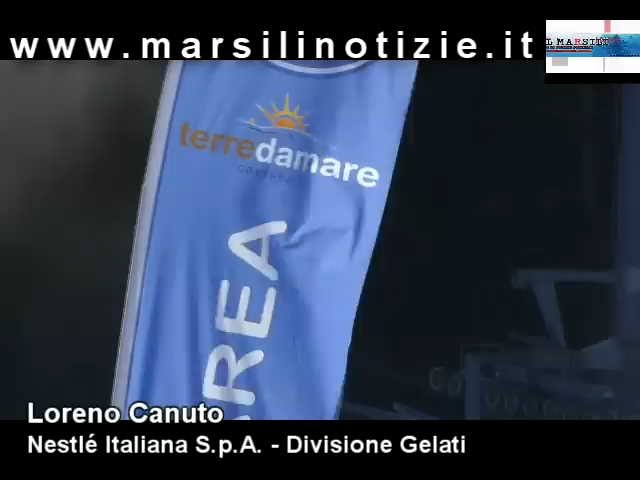 www.marsilinotizie.it
terredamare
REA
Loreno Canuto
Nestlé Italiana S.p.A. - Divisione Gelati